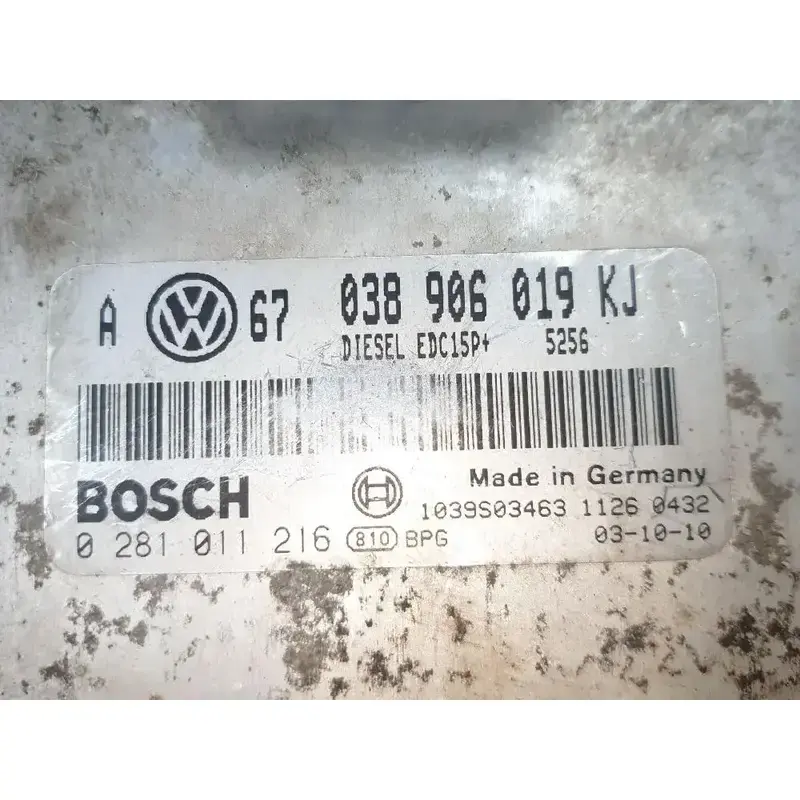 A VW 67 038 906 019 KJ
DIESEL EDC15P+ 5256
BOSCH
Made in Germany
1039S03463 1126 0432
0 281 011 216 810 BPG 03-10-10